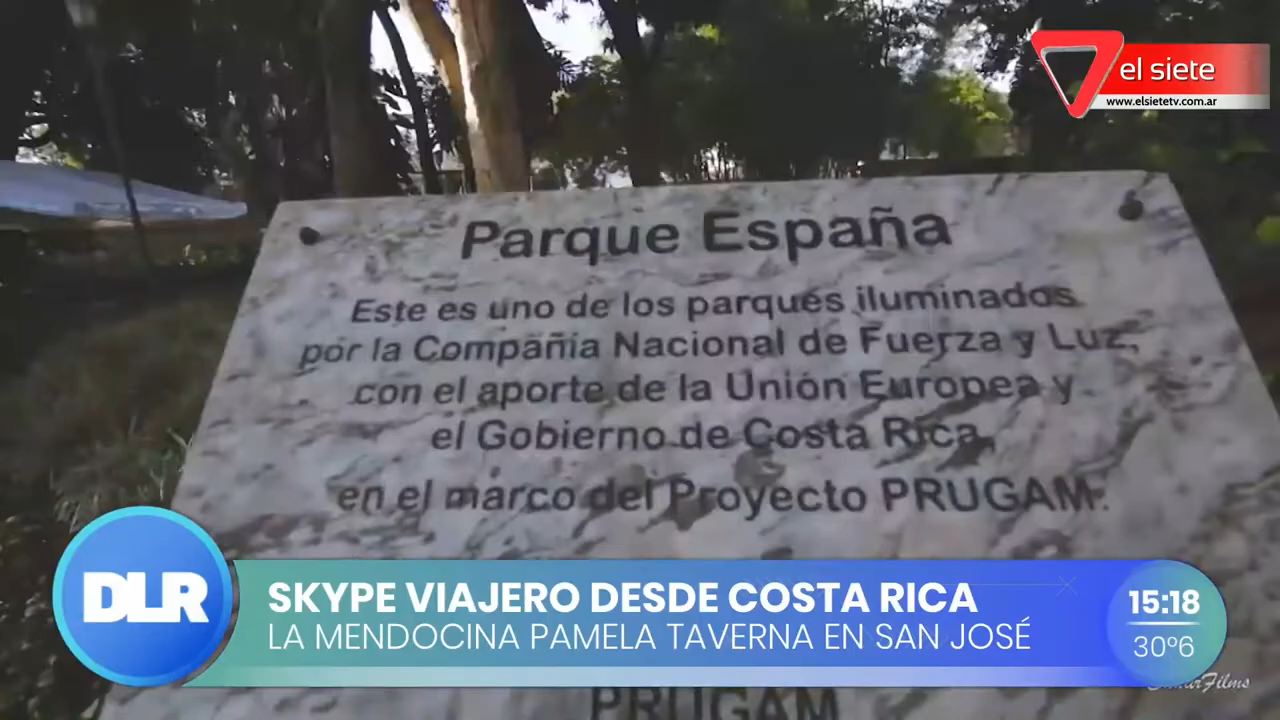 el siete
www.elsietetv.com.ar
Parque España
Este es uno de los parques iluminados
por la Compañia Nacional de Fuerza y Luz,
con el aporte de la Unión Europea y
el Gobierno de Costa Rica,
en el marco del Proyecto PRUGAM.
DLR
SKYPE VIAJERO DESDE COSTA RICA
LA MENDOCINA PAMELA TAVERNA EN SAN JOSÉ
15:18
30º6
PRUGAM